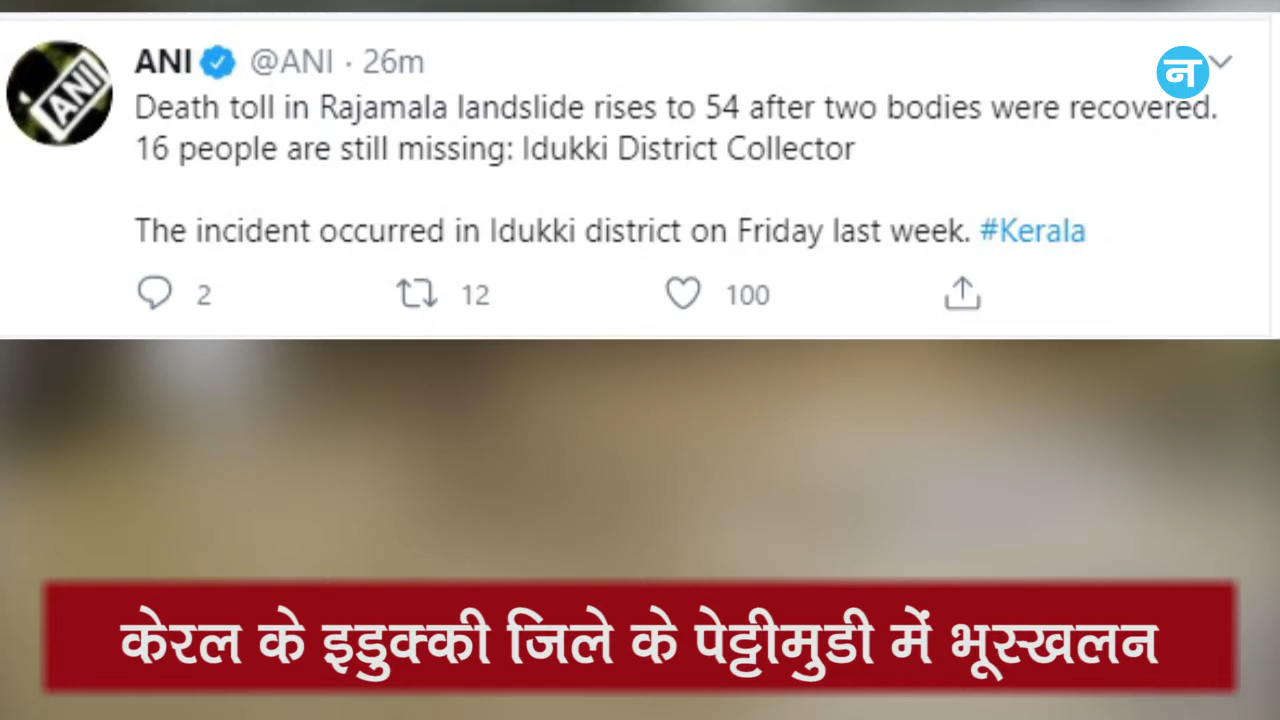 ANI @ANI · 26m
न
Death toll in Rajamala landslide rises to 54 after two bodies were recovered.
16 people are still missing: Idukki District Collector
The incident occurred in Idukki district on Friday last week. #Kerala
2 12 100
केरल के इडुक्की जिले के पेट्टीमुडी में भूस्खलन
ANI